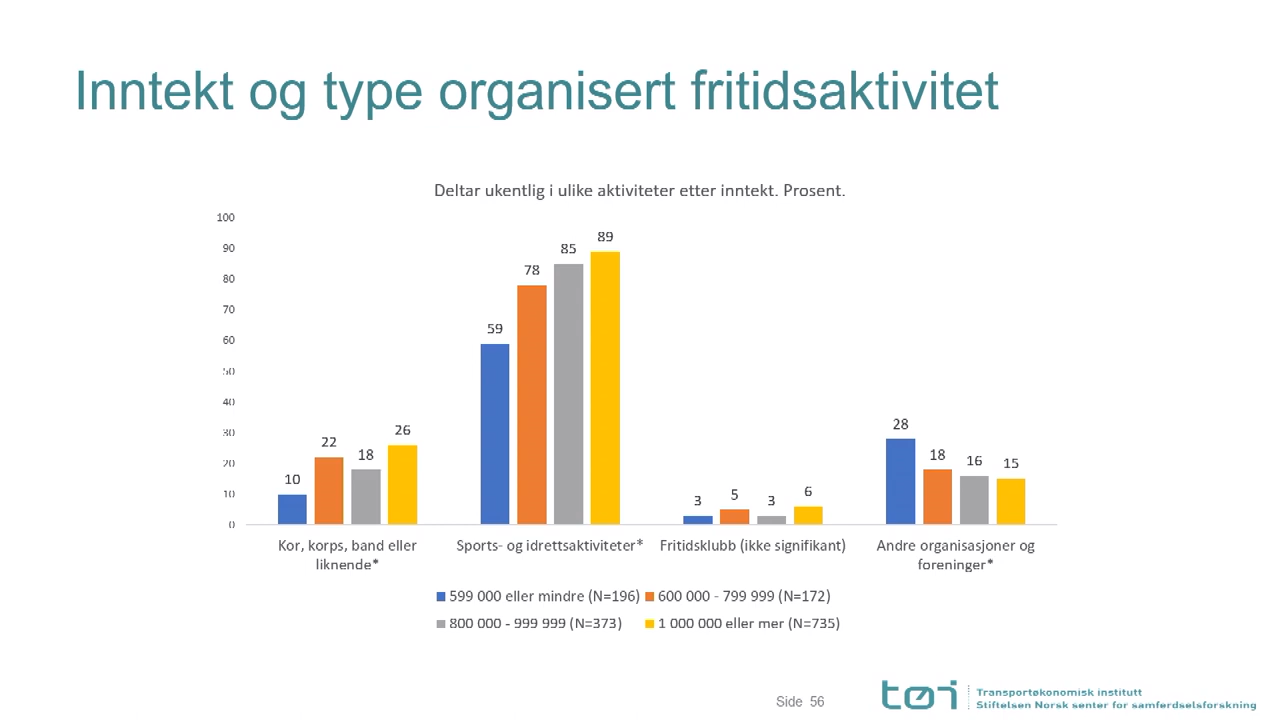 Inntekt og type organisert fritidsaktivitet
Deltar ukentlig i ulike aktiviteter etter inntekt. Prosent.
100
90
80
70
60
50
40
30
20
10
0
10
22
18
26
59
78
85
89
3
5
3
6
28
18
16
15
Kor, korps, band eller
liknende*
Sports- og idrettsaktiviteter*
Fritidsklubb (ikke signifikant)
Andre organisasjoner og
foreninger*
599 000 eller mindre (N=196)
600 000 - 799 999 (N=172)
800 000 - 999 999 (N=373)
1 000 000 eller mer (N=735)
Side 56
tøi
Transportøkonomisk institutt
Stiftelsen Norsk senter for samferdselsforskning